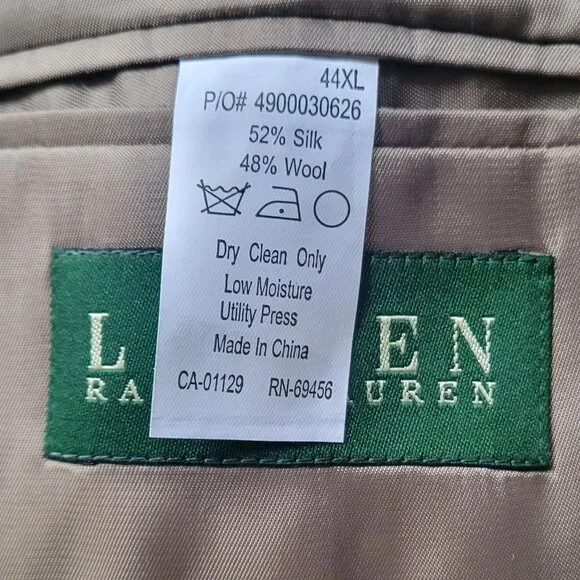 44XL
P/O# 4900030626
52% Silk
48% Wool
Dry Clean Only
Low Moisture
Utility Press
Made In China
CA-01129 RN-69456
L EN
RA UREN